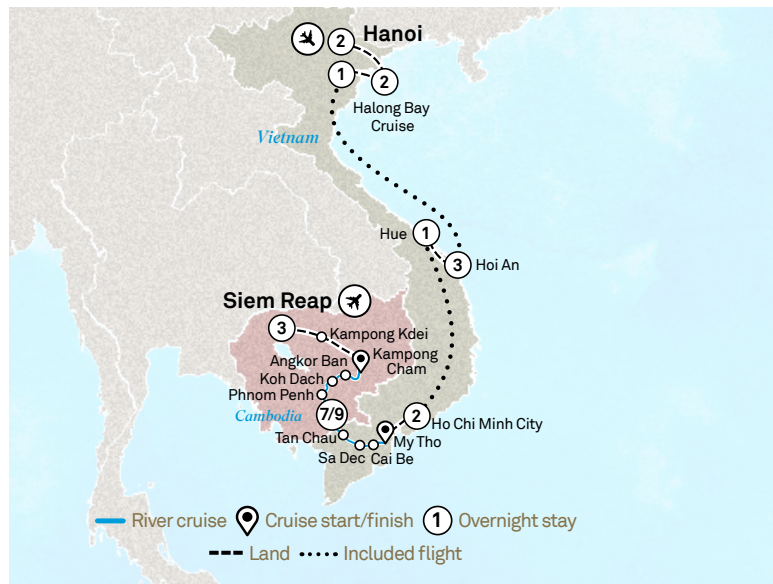 2
Hanoi
1
2
Halong Bay
Cruise
Vietnam
Hue
1
3
Hoi An
Siem Reap
3
Kampong Kdei
Angkor Ban
Kampong
Cham
Koh Dach
Phnom Penh
Cambodia
7/9
2
Ho Chi Minh City
Tan Chau
My Tho
Sa Dec
Cai Be
River cruise
Cruise start/finish
1
Overnight stay
Land
Included flight